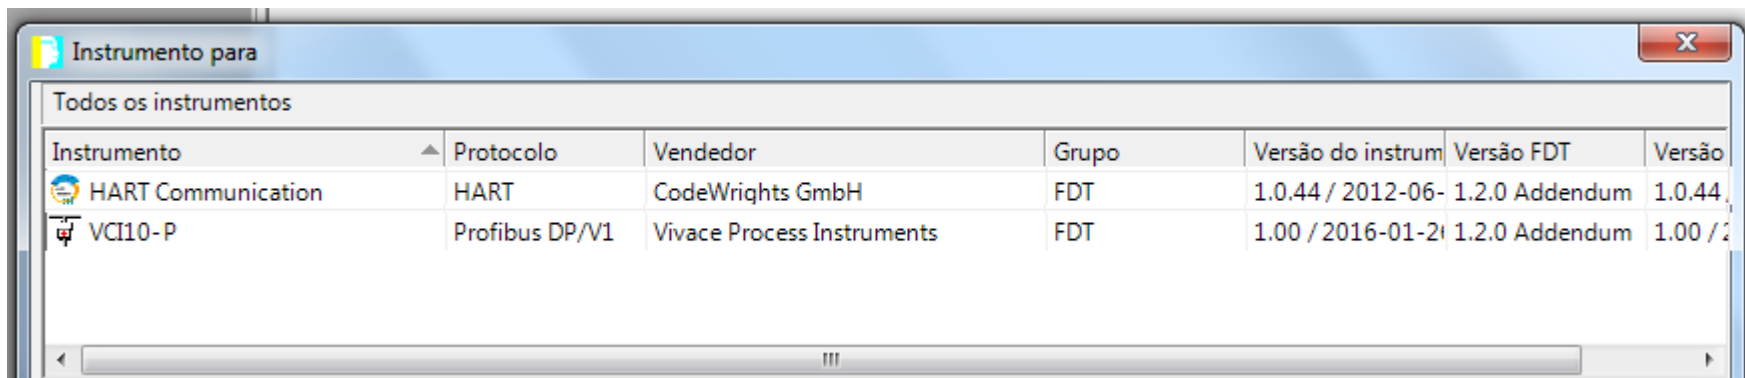 Instrumento para
Todos os instrumentos
Instrumento Protocolo Vendedor Grupo Versão do instrum Versão FDT Versão
HART Communication HART CodeWrights GmbH FDT 1.0.44 / 2012-06- 1.2.0 Addendum 1.0.44
VCI10-P Profibus DP/V1 Vivace Process Instruments FDT 1.00 / 2016-01-2 1.2.0 Addendum 1.00 /